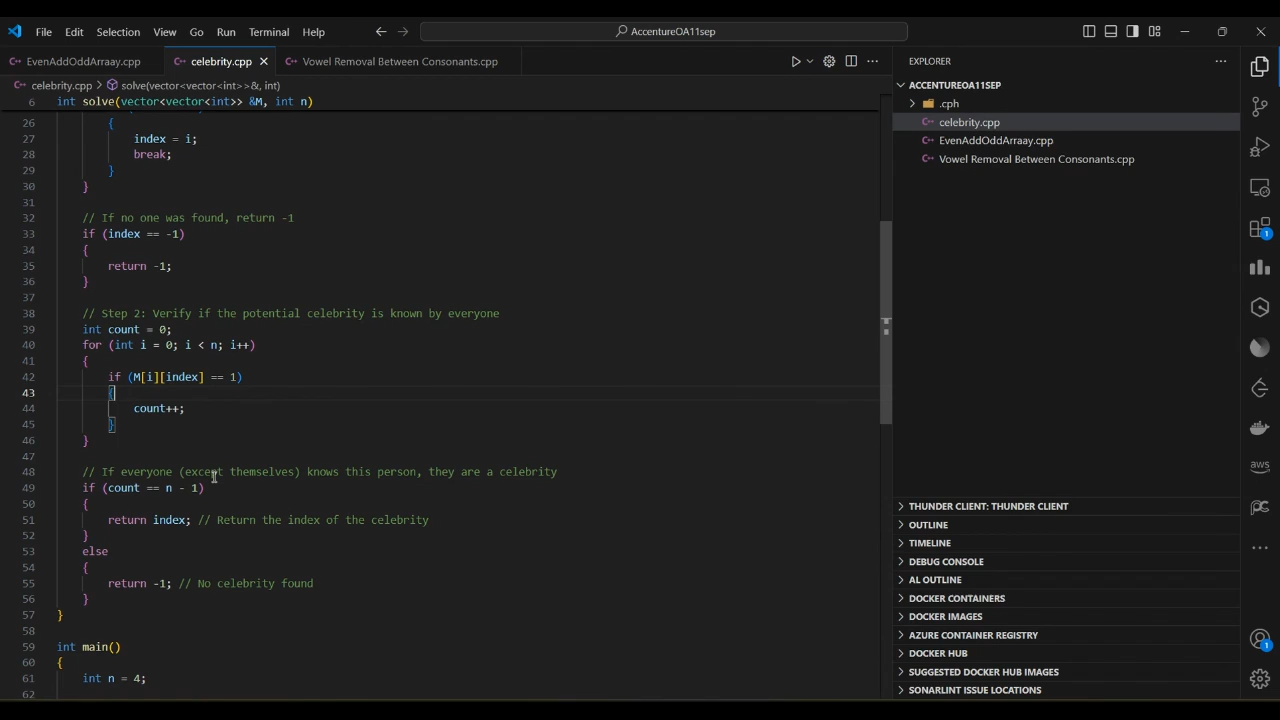 File Edit Selection View Go Run Terminal Help
AccentureOA11sep
EvenAddOddArraay.cpp celebrity.cpp Vowel Removal Between Consonants.cpp
celebrity.cpp > solve(vector<vector<int>>&, int)
6 int solve(vector<vector<int>> &M, int n)
26 {
27 index = i;
28 break;
29 }
30 }
31
32 // If no one was found, return -1
33 if (index == -1)
34 {
35 return -1;
36 }
37
38 // Step 2: Verify if the potential celebrity is known by everyone
39 int count = 0;
40 for (int i = 0; i < n; i++)
41 {
42 if (M[i][index] == 1)
43 {
44 count++;
45 }
46 }
47
48 // If everyone (except themselves) knows this person, they are a celebrity
49 if (count == n - 1)
50 {
51 return index; // Return the index of the celebrity
52 }
53 else
54 {
55 return -1; // No celebrity found
56 }
57 }
58
59 int main()
60 {
61 int n = 4;
62
EXPLORER
ACCENTUREOA11SEP
.cph
celebrity.cpp
EvenAddOddArraay.cpp
Vowel Removal Between Consonants.cpp
THUNDER CLIENT: THUNDER CLIENT
OUTLINE
TIMELINE
DEBUG CONSOLE
AL OUTLINE
DOCKER CONTAINERS
DOCKER IMAGES
AZURE CONTAINER REGISTRY
DOCKER HUB
SUGGESTED DOCKER HUB IMAGES
SONARLINT ISSUE LOCATIONS
1
aws
1